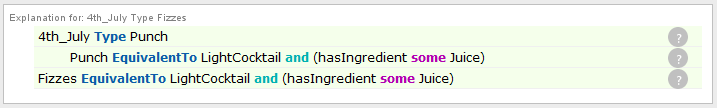 Explanation for: 4th_July Type Fizzes
4th_July Type Punch ?
Punch EquivalentTo LightCocktail and (hasIngredient some Juice) ?
Fizzes EquivalentTo LightCocktail and (hasIngredient some Juice) ?